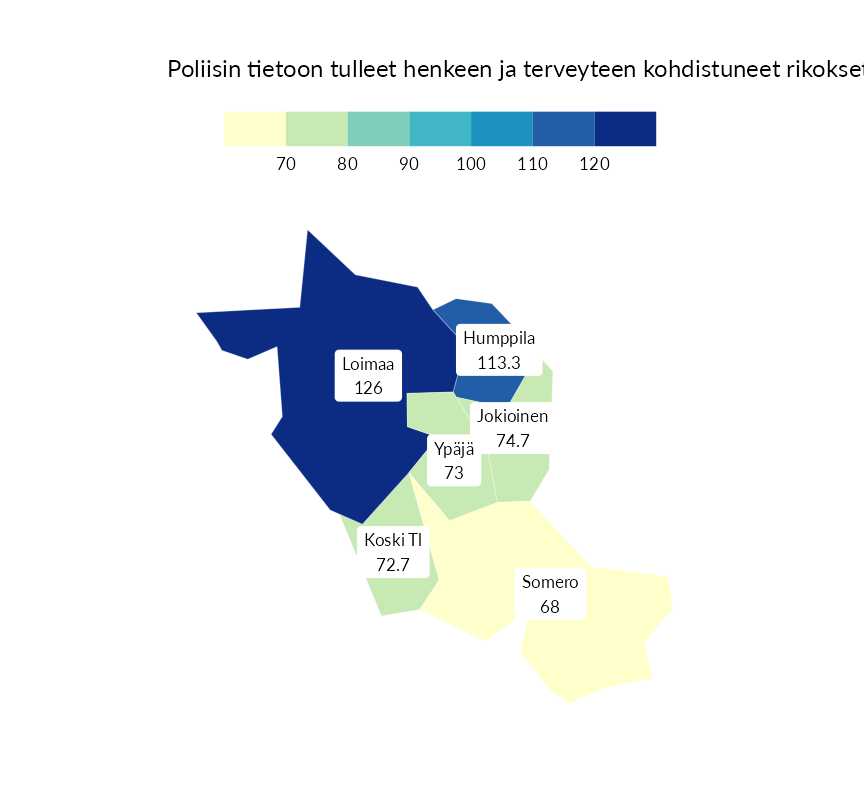 Poliisin tietoon tulleet henkeen ja terveyteen kohdistuneet rikokset
70 80 90 100 110 120
Humppila
113.3
Loimaa
126
Jokioinen
74.7
Ypäjä
73
Koski Tl
72.7
Somero
68